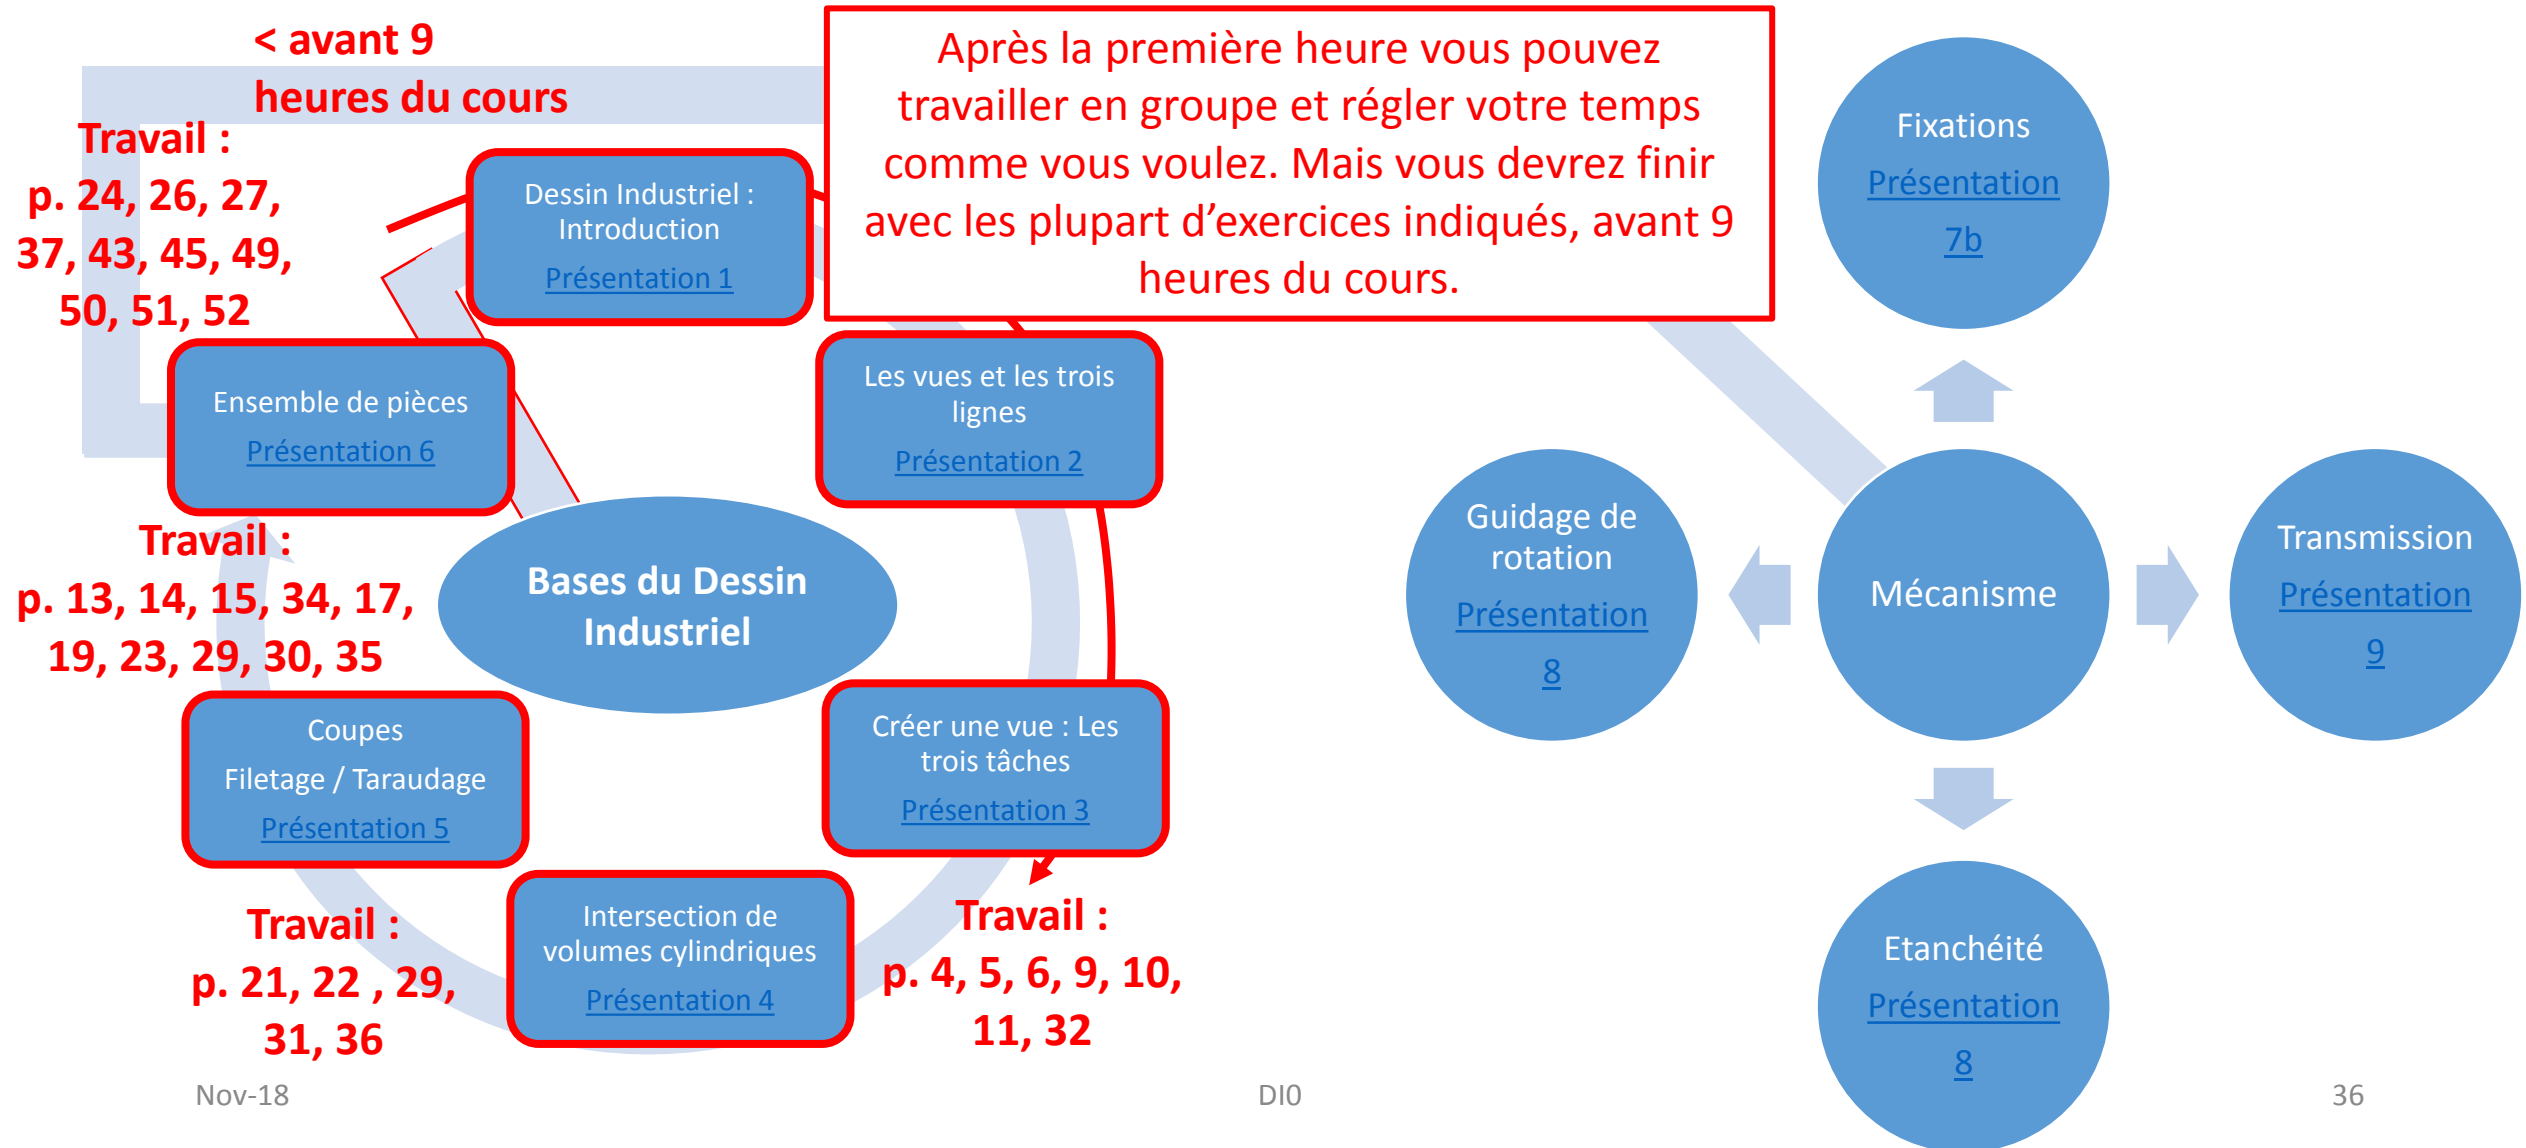 < avant 9
heures du cours
Travail :
p. 24, 26, 27,
37, 43, 45, 49,
50, 51, 52
Après la première heure vous pouvez
travailler en groupe et régler votre temps
comme vous voulez. Mais vous devrez finir
avec les plupart d’exercices indiqués, avant 9
heures du cours.
Dessin Industriel :
Introduction
Présentation 1
Les vues et les trois
lignes
Présentation 2
Ensemble de pièces
Présentation 6
Travail :
p. 13, 14, 15, 34, 17,
19, 23, 29, 30, 35
Bases du Dessin
Industriel
Coupes
Filetage / Taraudage
Présentation 5
Créer une vue : Les
trois tâches
Présentation 3
Travail :
p. 21, 22 , 29,
31, 36
Intersection de
volumes cylindriques
Présentation 4
Travail :
p. 4, 5, 6, 9, 10,
11, 32
Fixations
Présentation
7b
Guidage de
rotation
Présentation
8
Mécanisme
Transmission
Présentation
9
Etanchéité
Présentation
8
Nov-18
DI0
36